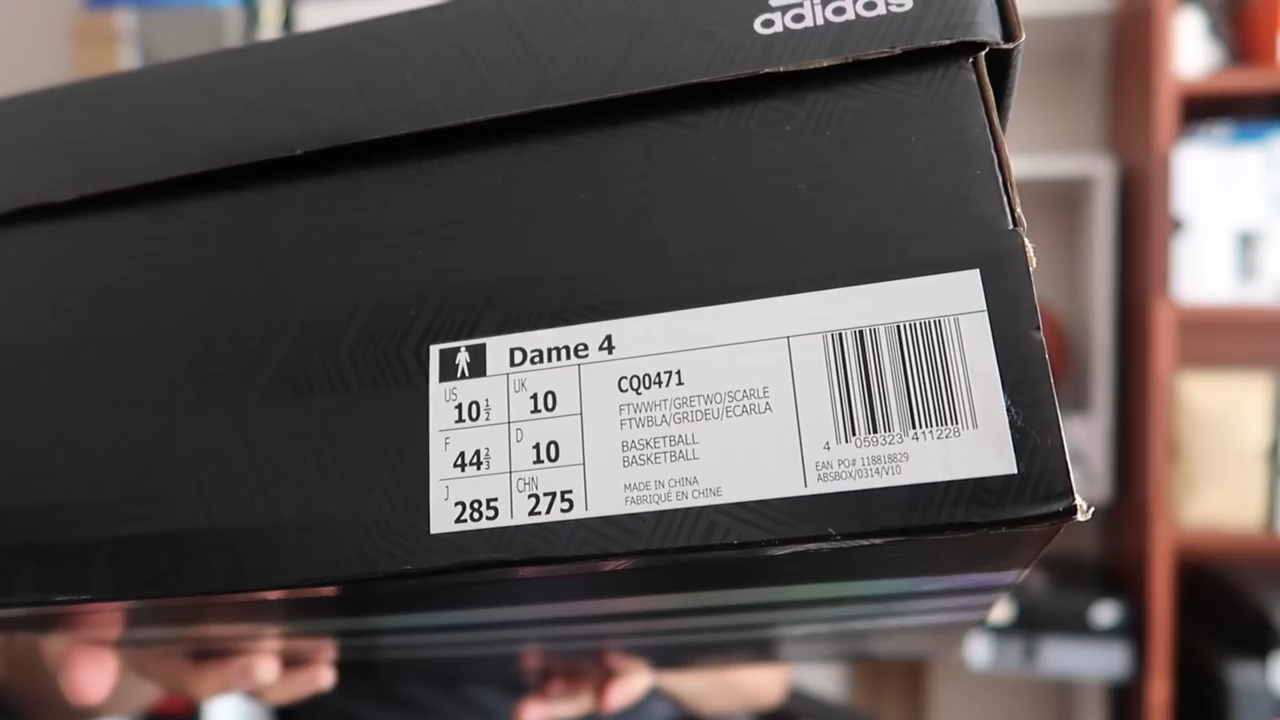 adidas
Dame 4
US
10 1/2
UK
10
F
44 2/3
D
10
J
285
CHN
275
CQ0471
FTWWHT/GRETWO/SCARLE
FTWBLA/GRIDEU/ECARLA
BASKETBALL
BASKETBALL
MADE IN CHINA
FABRIQUÉ EN CHINE
4 059323 411228
EAN PO# 118818829
ABSBOX/0314/V10